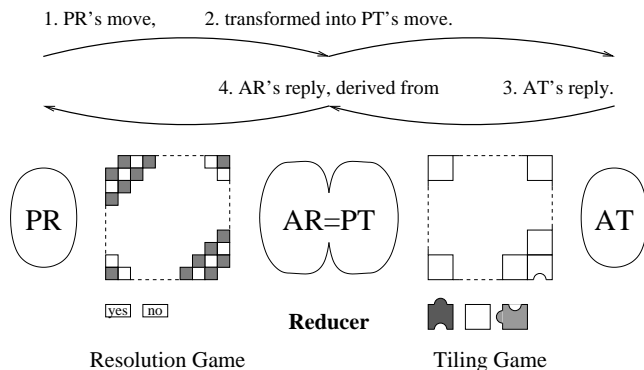 1. PR's move, 2. transformed into PT's move.
4. AR's reply, derived from 3. AT's reply.
PR AR=PT AT
yes no
Reducer
Resolution Game Tiling Game